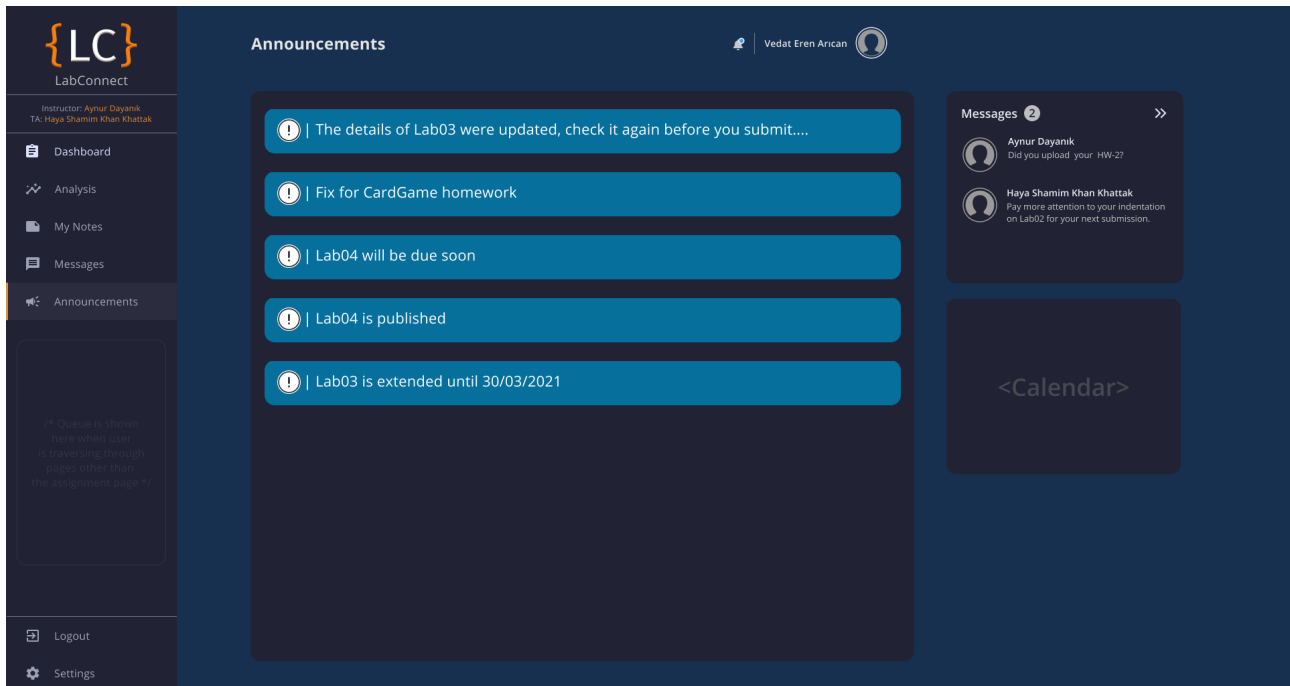 {LC}
LabConnect
Instructor: Aynur Dayanık
TA: Haya Shamim Khan Khattak
Dashboard
Analysis
My Notes
Messages
Announcements
/* Queue is shown
here when user
is traversing through
pages other than
the assignment page */
Logout
Settings
Announcements
Vedat Eren Arıcan
! | The details of Lab03 were updated, check it again before you submit....
! | Fix for CardGame homework
! | Lab04 will be due soon
! | Lab04 is published
! | Lab03 is extended until 30/03/2021
Messages 2 >>
Aynur Dayanık
Did you upload your HW-2?
Haya Shamim Khan Khattak
Pay more attention to your indentation
on Lab02 for your next submission.
<Calendar>